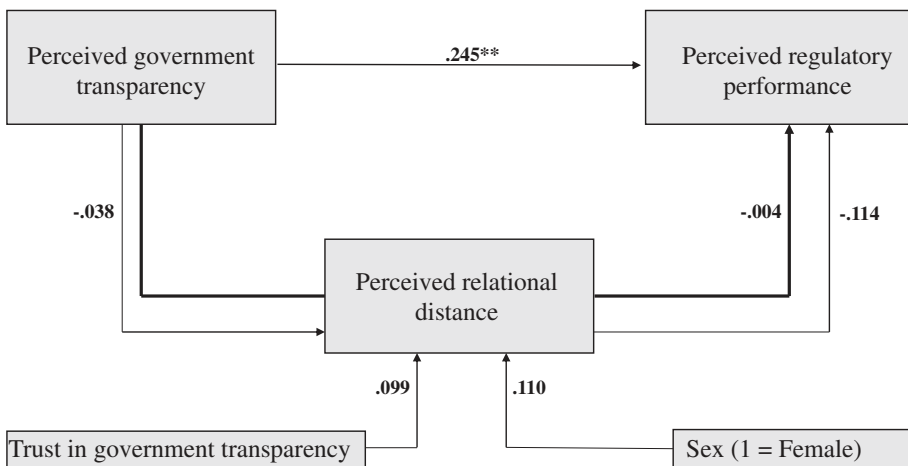 Perceived government
transparency
.245**
Perceived regulatory
performance
-.038
-.004
-.114
Perceived relational
distance
.099
.110
Trust in government transparency
Sex (1 = Female)